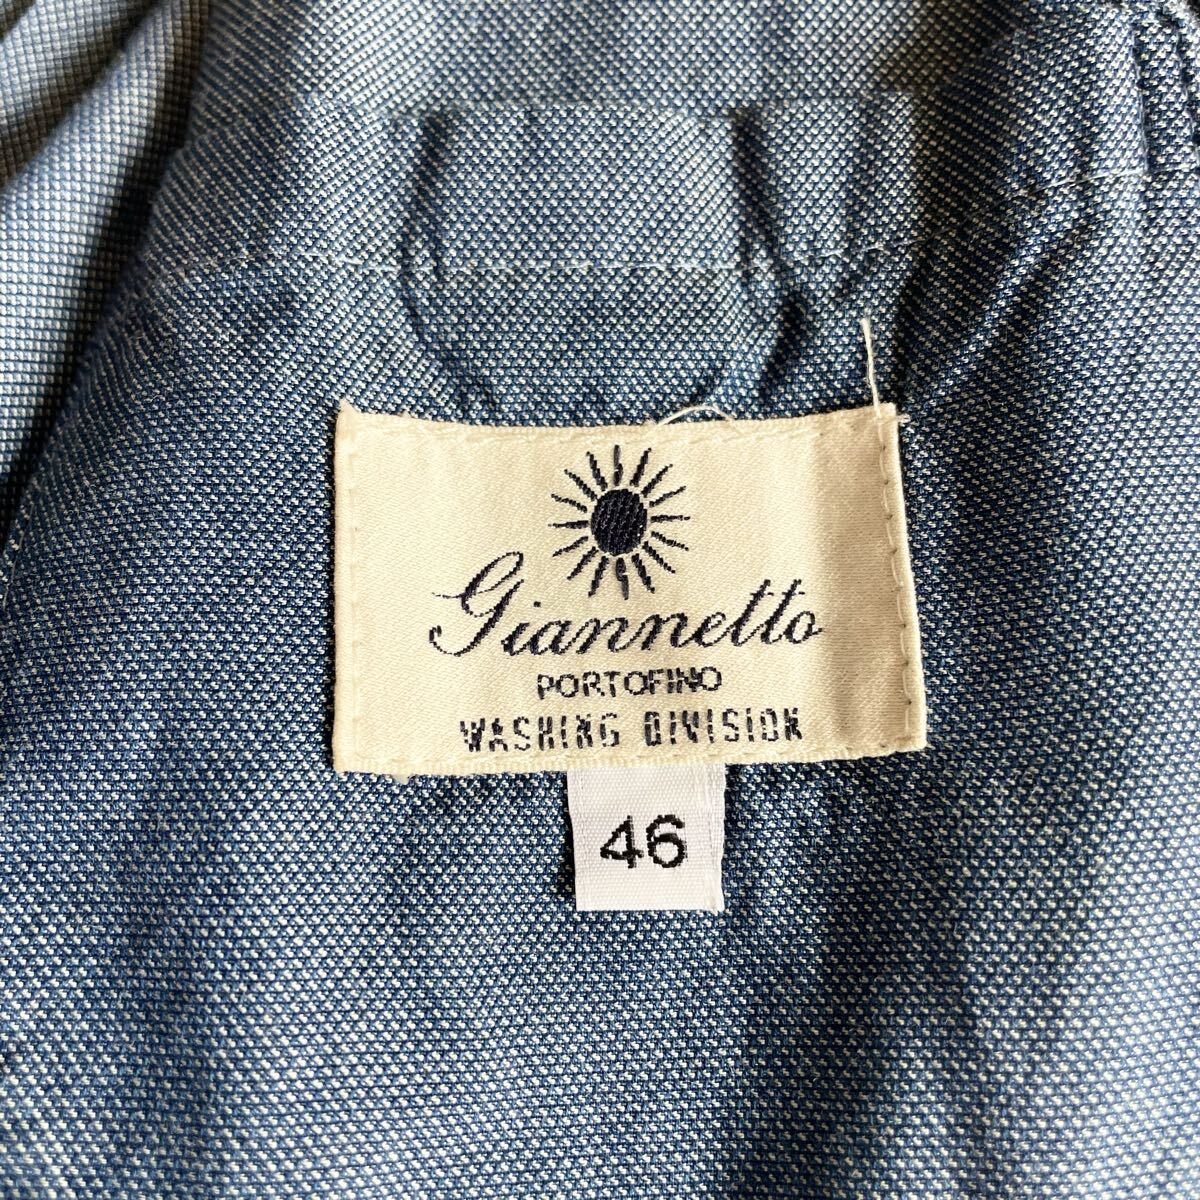 Giannetto
PORTOFINO
WASHING DIVISION
46